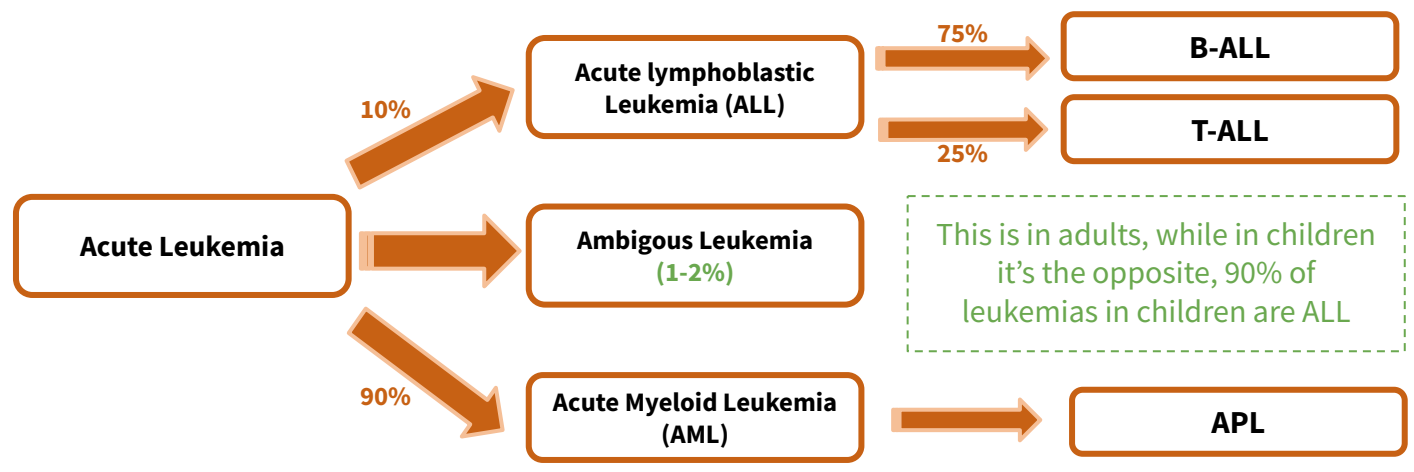 75%
B-ALL
Acute lymphoblastic
Leukemia (ALL)
10%
T-ALL
25%
Acute Leukemia
Ambigous Leukemia
(1-2%)
This is in adults, while in children
it’s the opposite, 90% of
leukemias in children are ALL
90%
Acute Myeloid Leukemia
(AML)
APL